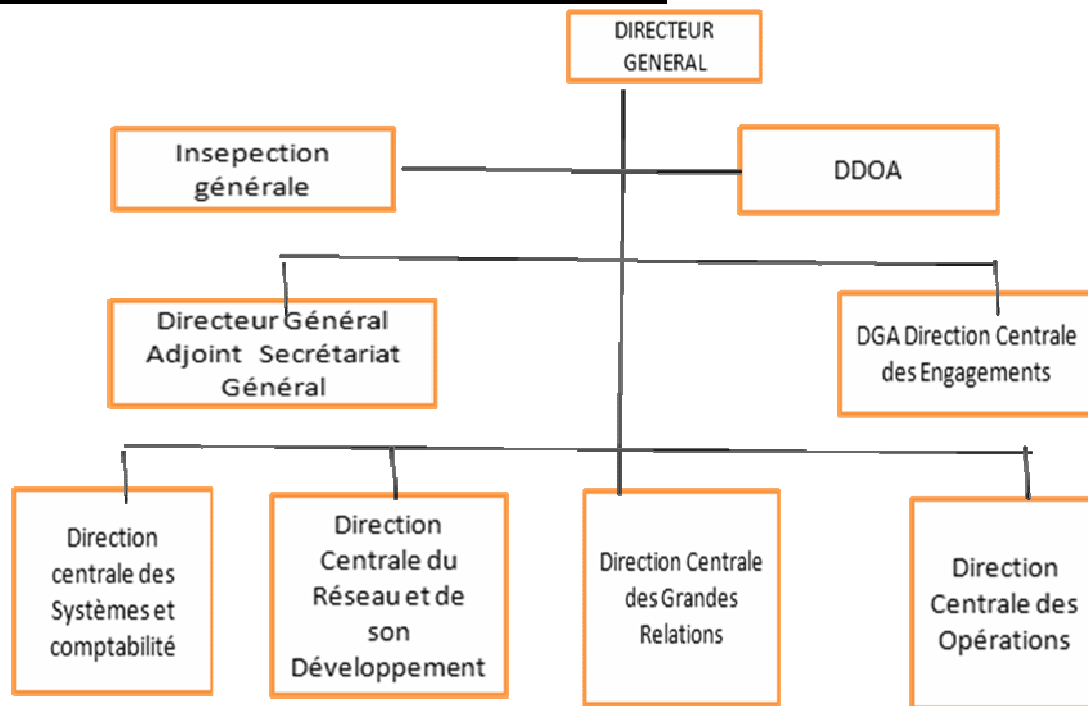 DIRECTEUR
GENERAL
Insepection
générale
DDOA
Directeur Général
Adjoint Secrétariat
Général
DGA Direction Centrale
des Engagements
Direction
centrale des
Systèmes et
comptabilité
Direction
Centrale du
Réseau et de
son
Développement
Direction Centrale
des Grandes
Relations
Direction
Centrale des
Opérations